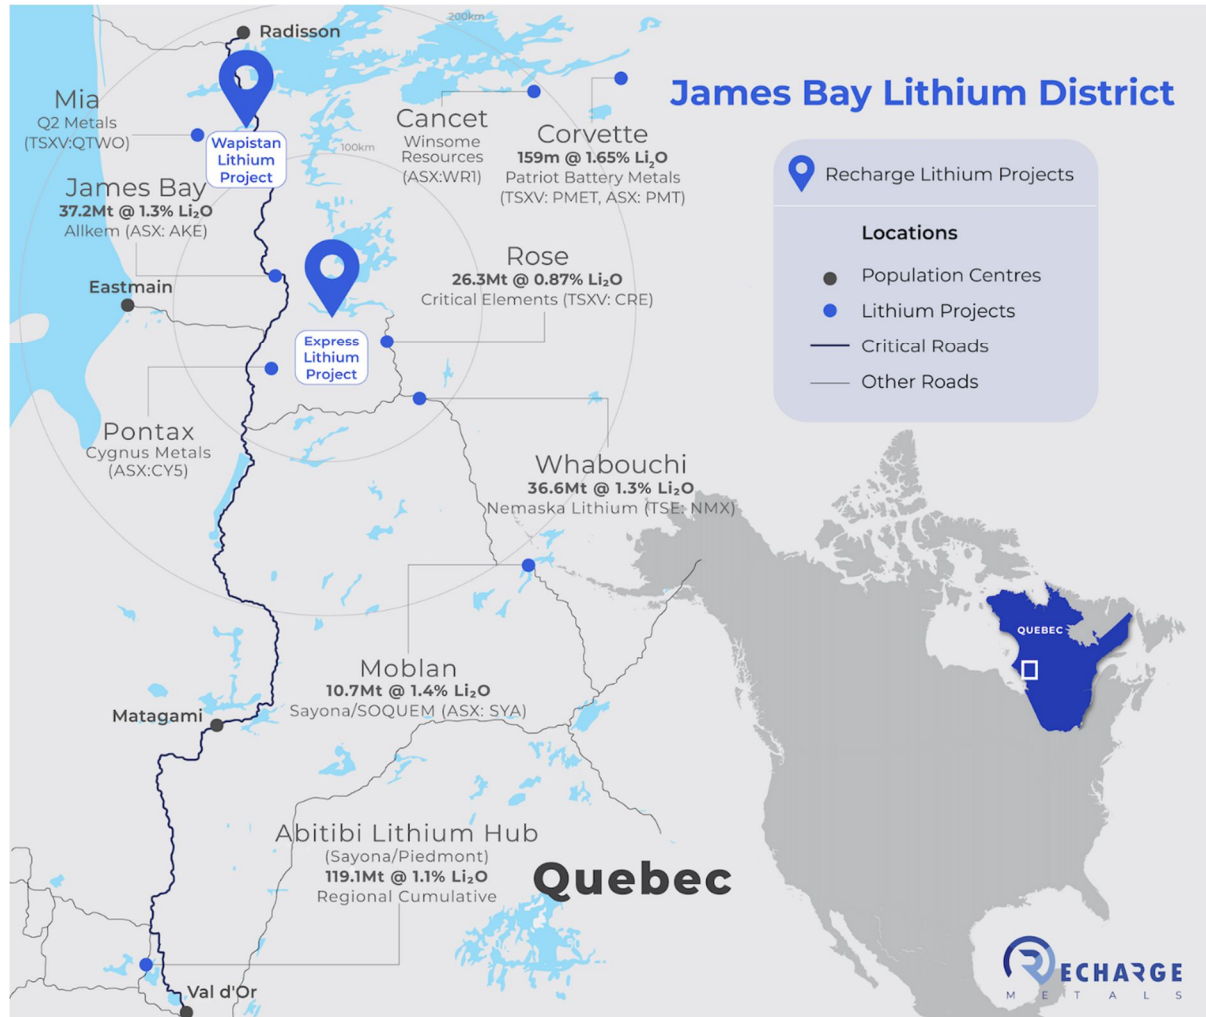 200km
Radisson
James Bay Lithium District
Mia
Q2 Metals
(TSXV:QTWO)
Wapistan
Lithium
Project
100km
Cancet
Winsome
Resources
(ASX:WR1)
Corvette
159m @ 1.65% Li₂O
Patriot Battery Metals
(TSXV: PMET, ASX: PMT)
Recharge Lithium Projects
Locations
Population Centres
Lithium Projects
Critical Roads
Other Roads
James Bay
37.2Mt @ 1.3% Li₂O
Allkem (ASX: AKE)
Rose
26.3Mt @ 0.87% Li₂O
Critical Elements (TSXV: CRE)
Eastmain
Express
Lithium
Project
Pontax
Cygnus Metals
(ASX:CY5)
Whabouchi
36.6Mt @ 1.3% Li₂O
Nemaska Lithium (TSE: NMX)
QUEBEC
Moblan
10.7Mt @ 1.4% Li₂O
Sayona/SOQUEM (ASX: SYA)
Matagami
Abitibi Lithium Hub
(Sayona/Piedmont)
119.1Mt @ 1.1% Li₂O
Regional Cumulative
Quebec
Val d'Or
RECHARGE
METALS